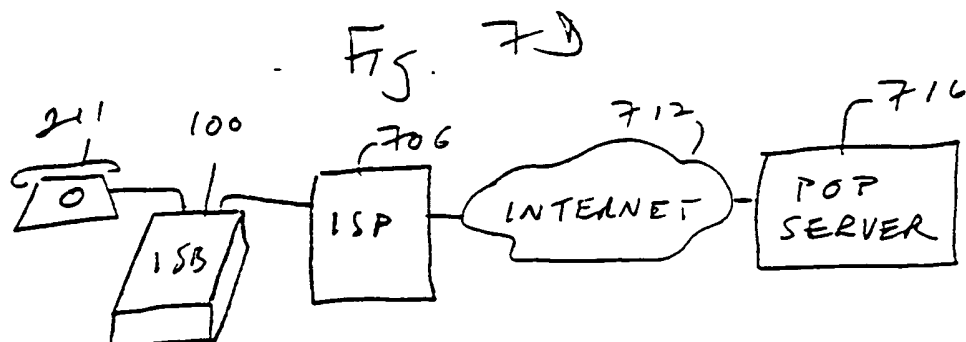 Fig. 7D
211
100
706
712
716
O
ISB
ISP
INTERNET
POP
SERVER